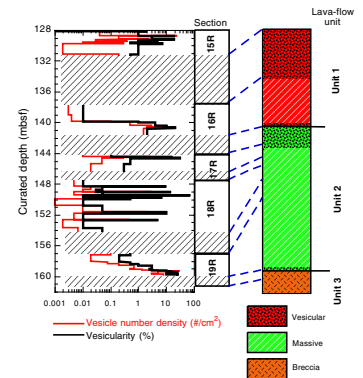 Section
Lava-flow
unit
128
132
136
140
144
148
152
156
160
Curated depth (mbsf)
15R
16R
17R
18R
19R
Unit 1
Unit 2
Unit 3
0.001 0.01 0.1 1 10 100
Vesicle number density (#/cm²)
Vesicularity (%)
Vesicular
Massive
Breccia